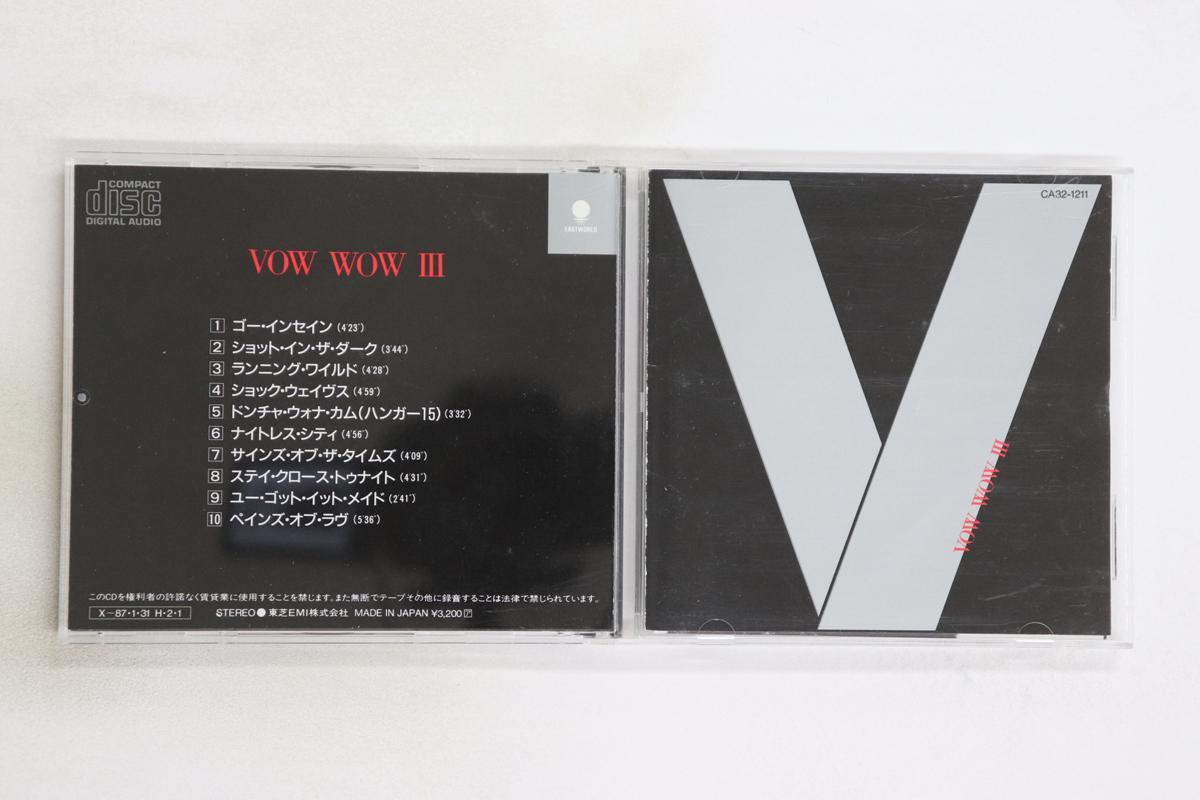 COMPACT
disc
DIGITAL AUDIO
EASTWORLD
VOW WOW III
1 ゴー・インセイン (4'23")
2 ショット・イン・ザ・ダーク (3'44")
3 ランニング・ワイルド (4'28")
4 ショック・ウェイヴス (4'59")
5 ドンチャ・ウォナ・カム(ハンガー15) (3'32")
6 ナイトレス・シティ (4'56")
7 サインズ・オブ・ザ・タイムズ (4'09")
8 ステイ・クロース・トゥナイト (4'31")
9 ユー・ゴット・イット・メイド (2'41")
10 ペインズ・オブ・ラヴ (5'36")
このCDを権利者の許諾なく賃貸業に使用することを禁じます。また無断でテープその他に録音することは法律で禁じられています。
X-87・1・31 H・2・1 STEREO● 東芝EMI株式会社 MADE IN JAPAN ¥3,200 ア
CA32-1211
V
VOW WOW III